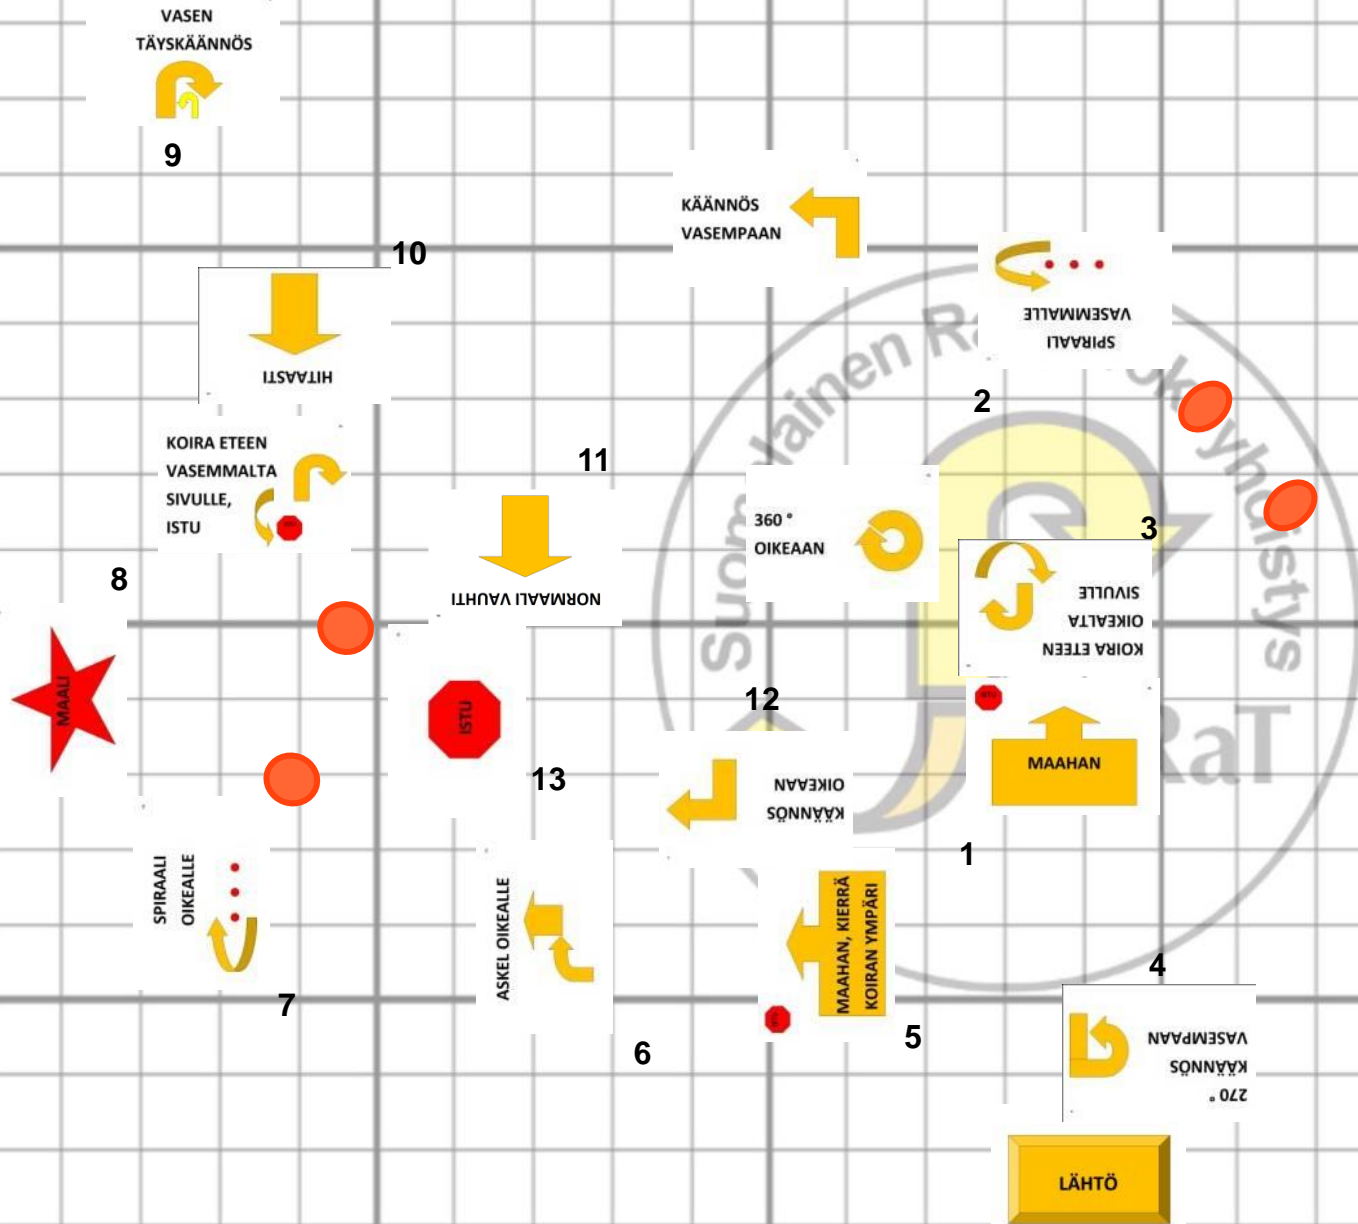 VASEN
TÄYSKÄÄNNÖS
9
KÄÄNNÖS
VASEMPAAN
10
SPIRAALI
VASEMMALLE
2
HITAASTI
KOIRA ETEEN
VASEMMALTA
SIVULLE,
ISTU
8
11
NORMAALI VAUHTI
360 °
OIKEAAN
3
KOIRA ETEEN
OIKEALTA
SIVULLE
MAALI
ISTU
12
13
KÄÄNNÖS
OIKEAAN
MAAHAN
1
SPIRAALI
OIKEALLE
7
ASKEL OIKEALLE
6
MAAHAN, KIERRÄ
KOIRAN YMPÄRI
5
4
270 °
KÄÄNNÖS
VASEMPAAN
LÄHTÖ
yhdistys
RaT